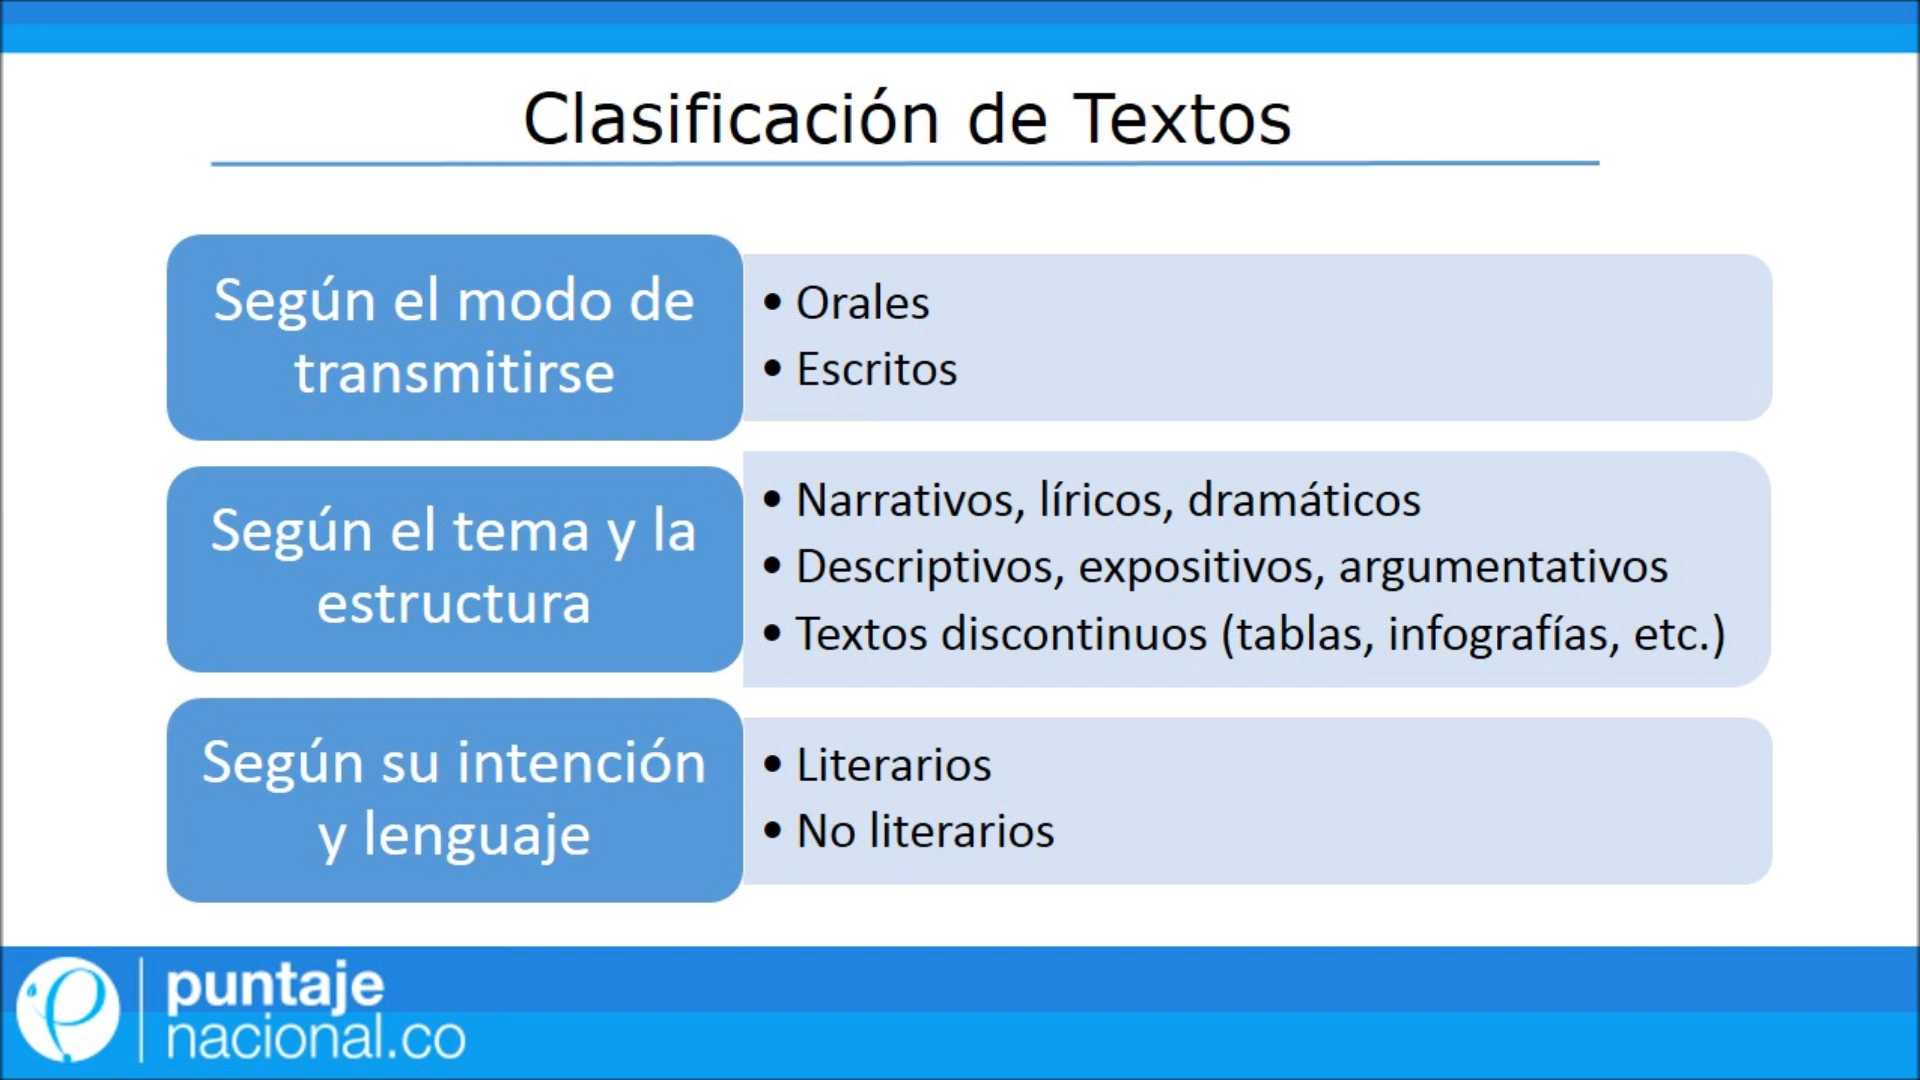 Clasificación de Textos
Según el modo de
transmitirse
• Orales
• Escritos
Según el tema y la
estructura
• Narrativos, líricos, dramáticos
• Descriptivos, expositivos, argumentativos
• Textos discontinuos (tablas, infografías, etc.)
Según su intención
y lenguaje
• Literarios
• No literarios
puntaje
nacional.co